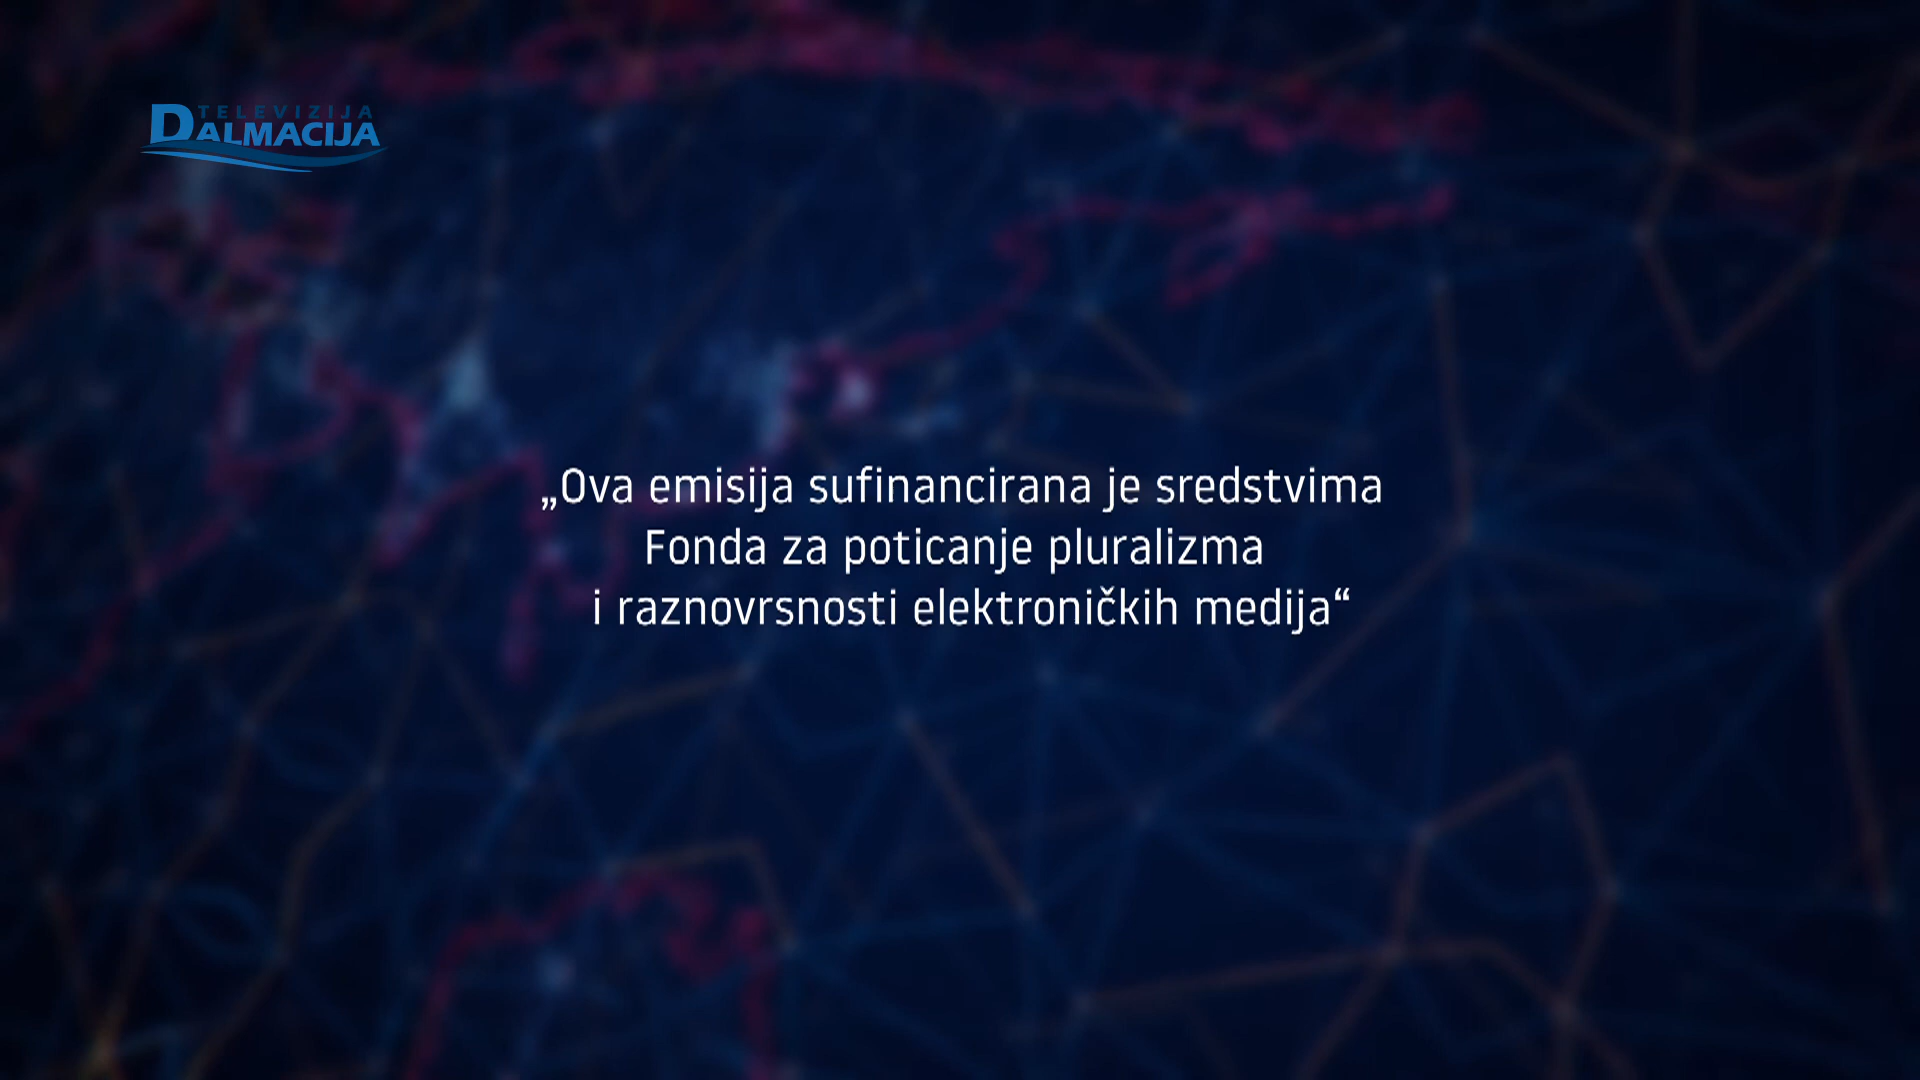 TELEVIZIJA
DALMACIJA
„Ova emisija sufinancirana je sredstvima
Fonda za poticanje pluralizma
i raznovrsnosti elektroničkih medija“